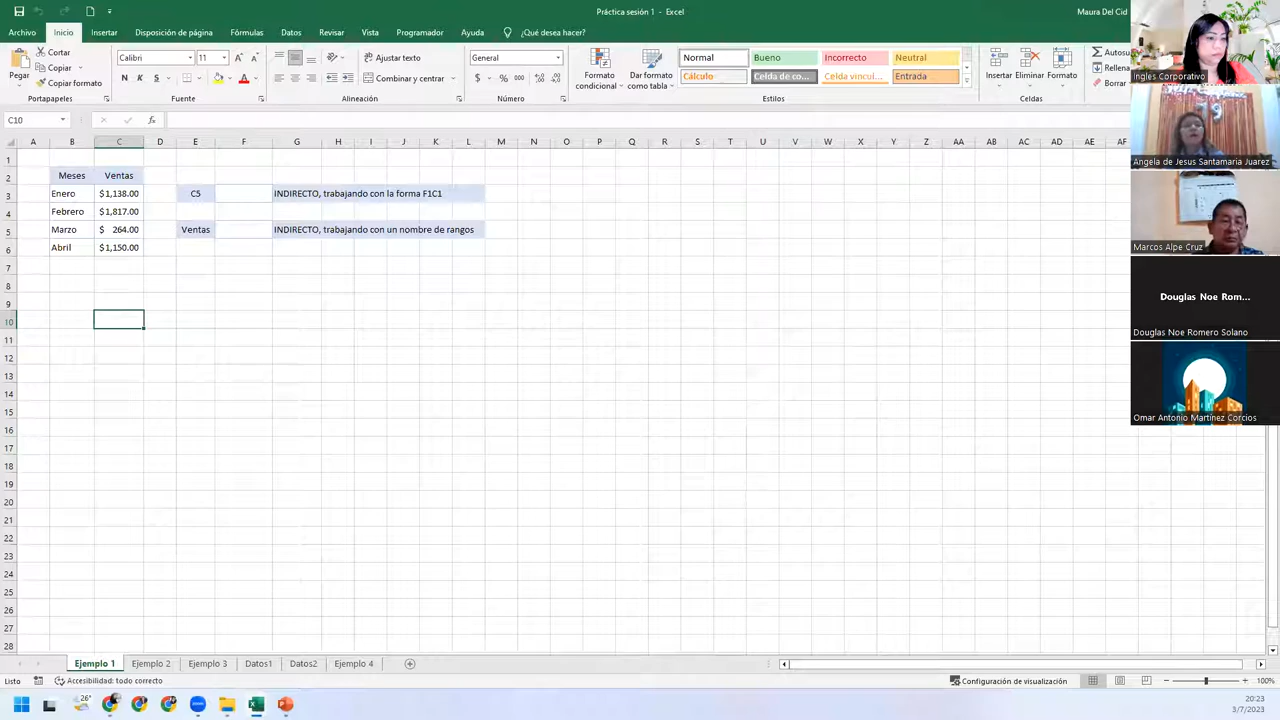 Práctica sesión 1 - Excel
Maura Del Cid
Archivo Inicio Insertar Disposición de página Fórmulas Datos Revisar Vista Programador Ayuda ¿Qué desea hacer?
Pegar
Cortar
Copiar
Copiar formato
Portapapeles
Calibri 11
N K S
Fuente
Ajustar texto
Combinar y centrar
Alineación
General
Número
Formato condicional
Dar formato como tabla
Normal Bueno Incorrecto Neutral
Cálculo Celda de co... Celda vincul... Entrada
Estilos
Insertar Eliminar Formato
Celdas
Autosu
Rellena
Borrar
C10
fx
A B C D E F G H I J K L M N O P Q R S T U V W X Y Z AA AB AC AD AE AF
1
2 Meses Ventas
3 Enero $1,138.00 C5 INDIRECTO, trabajando con la forma F1C1
4 Febrero $1,817.00
5 Marzo $ 264.00 Ventas INDIRECTO, trabajando con un nombre de rangos
6 Abril $1,150.00
7
8
9
10
11
12
13
14
15
16
17
18
19
20
21
22
23
24
25
26
27
28
Ejemplo 1 Ejemplo 2 Ejemplo 3 Datos1 Datos2 Ejemplo 4
Listo Accesibilidad: todo correcto Configuración de visualización 100%
26°
20:23
3/7/2023
Ingles Corporativo
Angela de Jesus Santamaria Juarez
Marcos Alpe Cruz
Douglas Noe Rom...
Douglas Noe Romero Solano
Omar Antonio Martínez Corcios